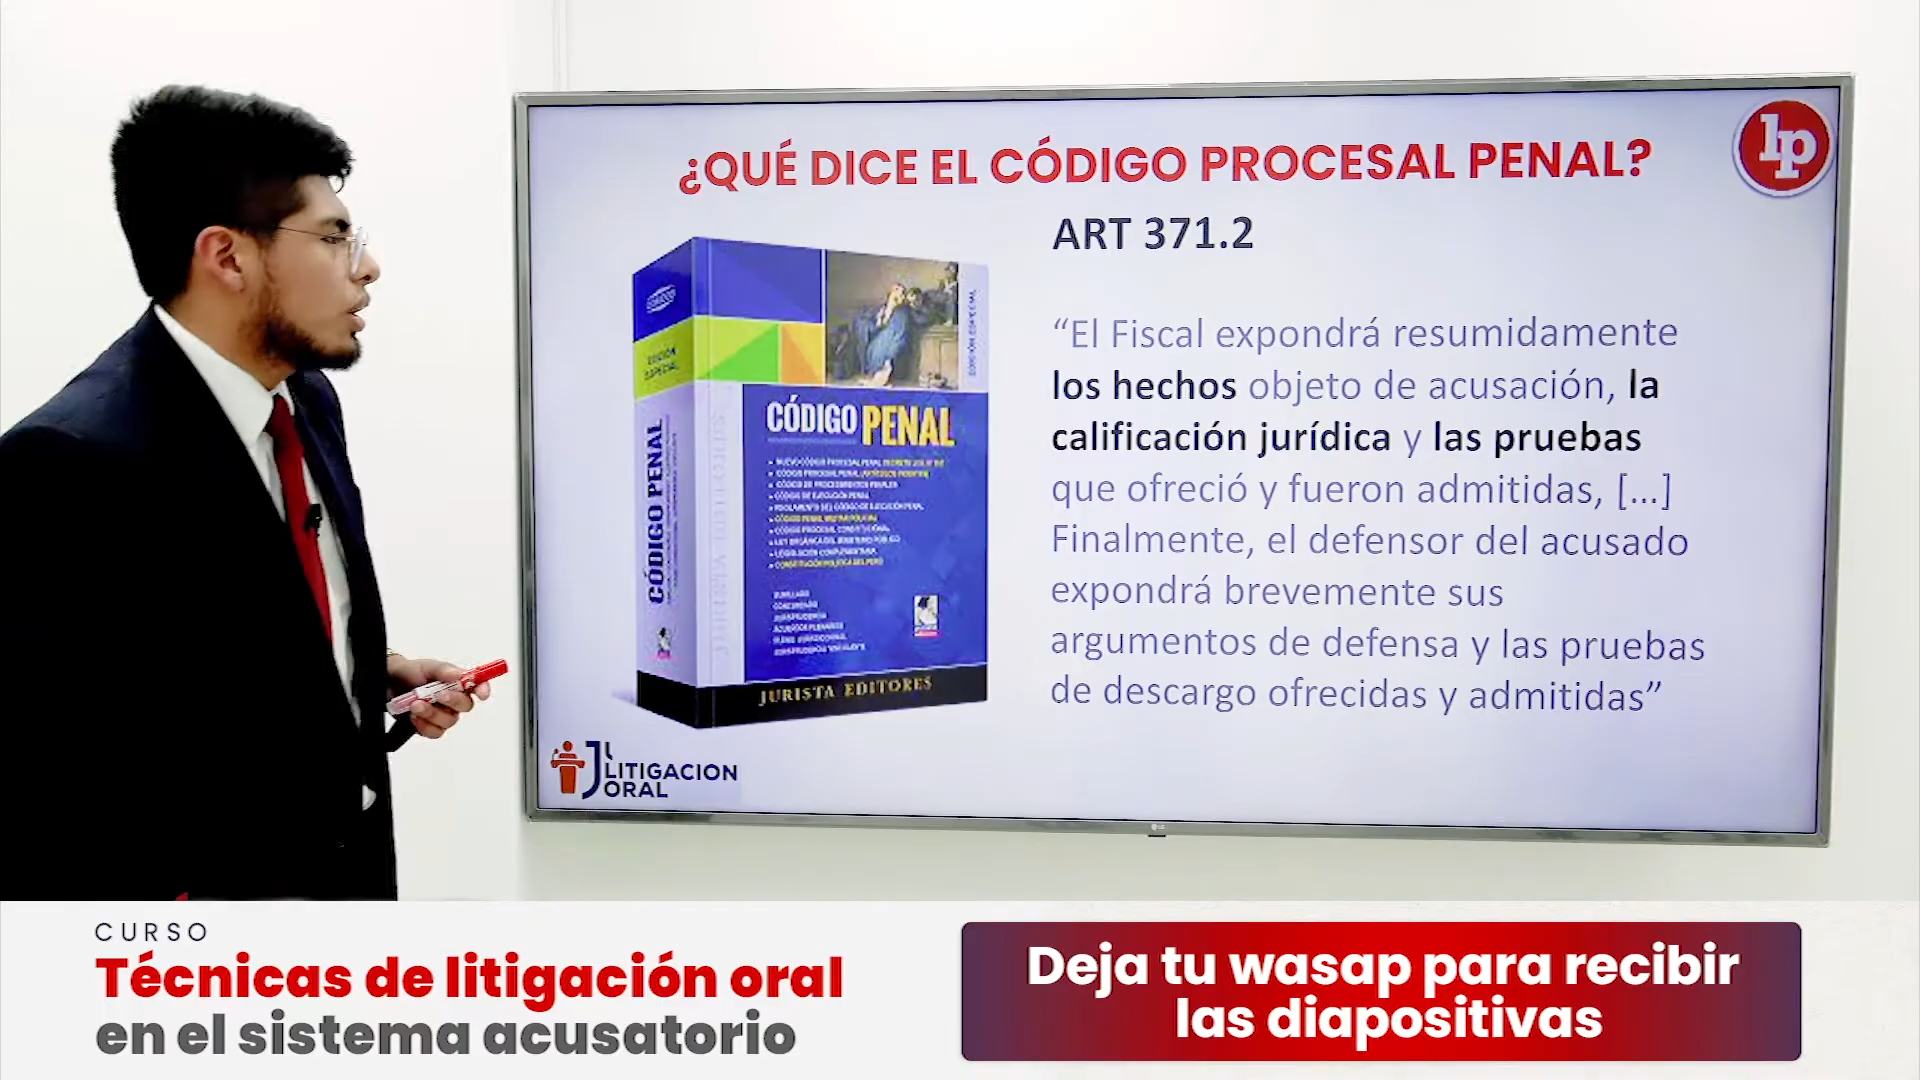 ¿QUÉ DICE EL CÓDIGO PROCESAL PENAL?
lp
ART 371.2
“El Fiscal expondrá resumidamente
los hechos objeto de acusación, la
calificación jurídica y las pruebas
que ofreció y fueron admitidas, [...]
Finalmente, el defensor del acusado
expondrá brevemente sus
argumentos de defensa y las pruebas
de descargo ofrecidas y admitidas”
EDICIÓN
ESPECIAL
CÓDIGO PENAL
CÓDIGO PENAL
JURISTA EDITORES
LITIGACION
ORAL
CURSO
Técnicas de litigación oral
en el sistema acusatorio
Deja tu wasap para recibir
las diapositivas